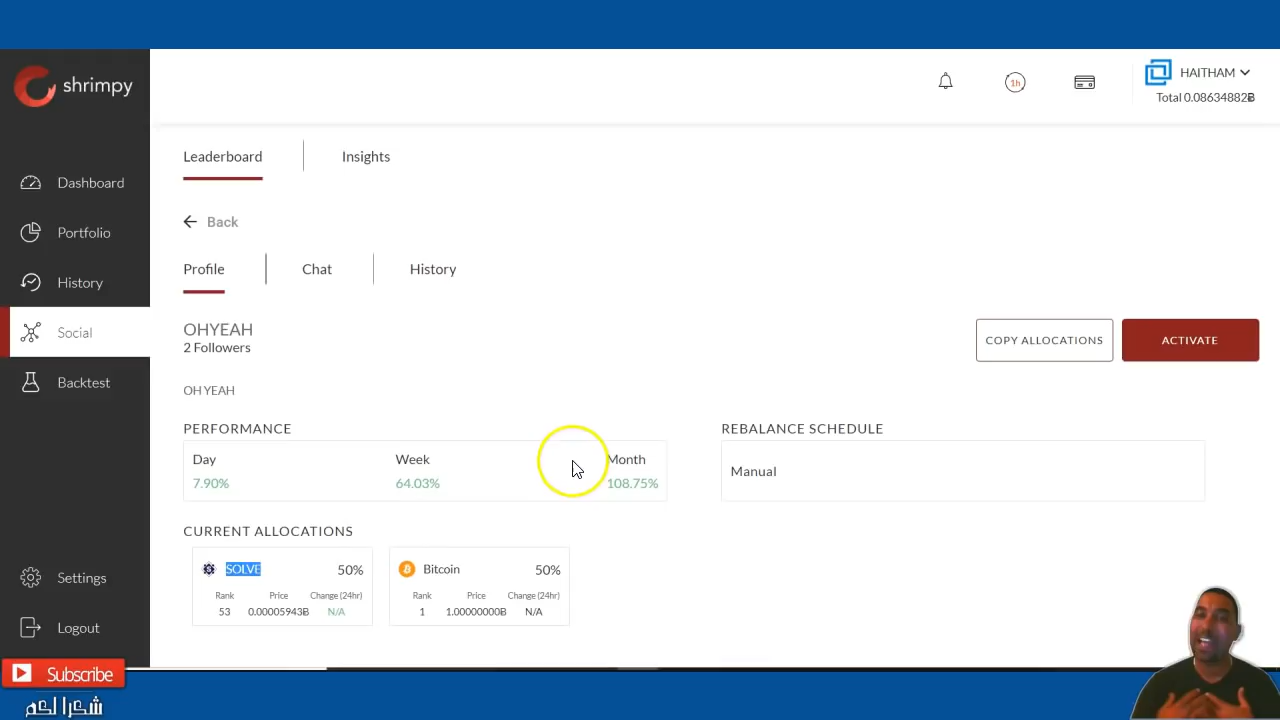 shrimpy
1h
HAITHAM
Total 0.08634882Ƀ
Leaderboard
Insights
Dashboard
Portfolio
History
Social
Backtest
Settings
Logout
Back
Profile
Chat
History
OHYEAH
2 Followers
COPY ALLOCATIONS
ACTIVATE
OH YEAH
PERFORMANCE
Day
Week
Month
7.90%
64.03%
108.75%
REBALANCE SCHEDULE
Manual
CURRENT ALLOCATIONS
SOLVE 50%
Rank Price Change (24hr)
53 0.00005943Ƀ N/A
Bitcoin 50%
Rank Price Change (24hr)
1 1.00000000Ƀ N/A
Subscribe
شكرا لكم